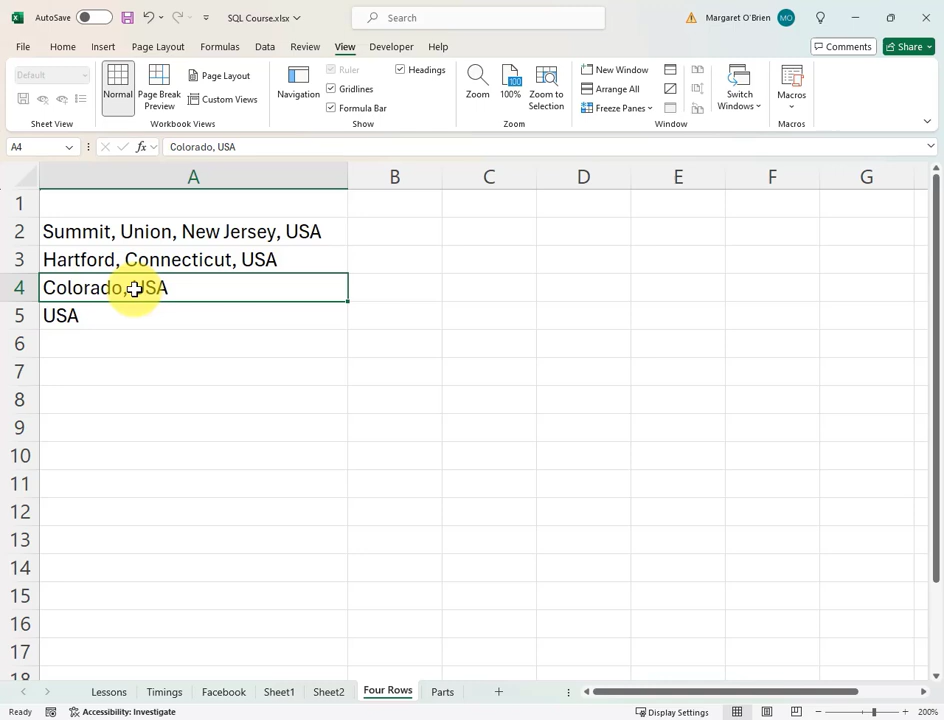 AutoSave
SQL Course.xlsx
Search
Margaret O'Brien
MO
File Home Insert Page Layout Formulas Data Review View Developer Help
Comments
Share
Default
Sheet View
Normal
Page Break Preview
Page Layout
Custom Views
Workbook Views
Navigation
Ruler
Gridlines
Formula Bar
Headings
Show
Zoom
100
100%
Zoom to Selection
Zoom
New Window
Arrange All
Freeze Panes
Switch Windows
Window
Macros
Macros
A4
fx
Colorado, USA
A B C D E F G
1
2 Summit, Union, New Jersey, USA
3 Hartford, Connecticut, USA
4 Colorado, USA
5 USA
6
7
8
9
10
11
12
13
14
15
16
17
18
Lessons Timings Facebook Sheet1 Sheet2 Four Rows Parts
Ready
Accessibility: Investigate
Display Settings
200%